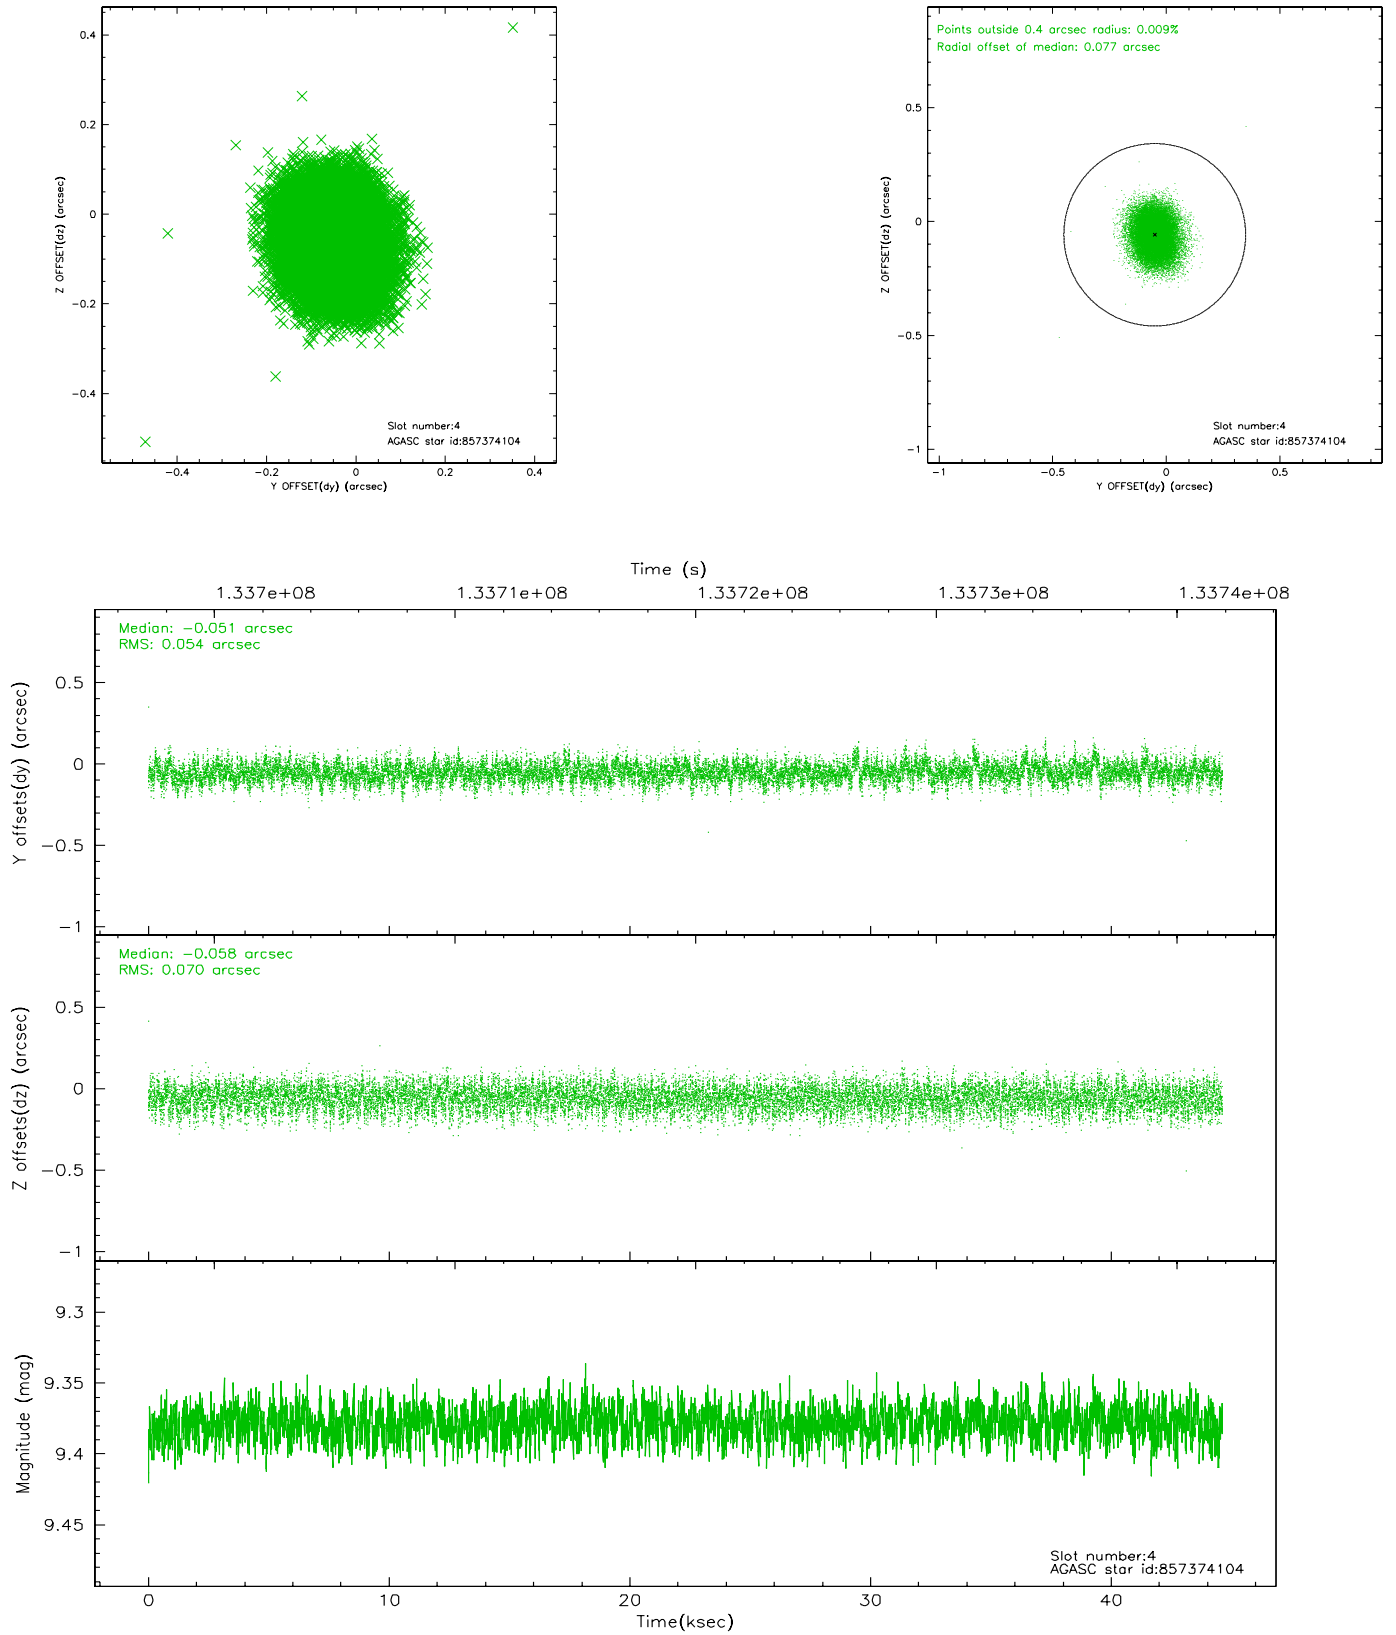 0.4
0.2
0
−0.2
−0.4
Z OFFSET(dz) (arcsec)
Slot number:4
AGASC star id:857374104
−0.4
−0.2
0
0.2
0.4
Y OFFSET(dy) (arcsec)
Points outside 0.4 arcsec radius: 0.009%
Radial offset of median: 0.077 arcsec
0.5
0
−0.5
−1
Z OFFSET(dz) (arcsec)
Slot number:4
AGASC star id:857374104
−1
−0.5
0
0.5
Y OFFSET(dy) (arcsec)
Time (s)
1.337e+08
1.3371e+08
1.3372e+08
1.3373e+08
1.3374e+08
Median: −0.051 arcsec
RMS: 0.054 arcsec
0.5
0
−0.5
−1
Y offsets(dy) (arcsec)
Median: −0.058 arcsec
RMS: 0.070 arcsec
0.5
0
−0.5
−1
Z offsets(dz) (arcsec)
9.3
9.35
9.4
9.45
Magnitude (mag)
Slot number:4
AGASC star id:857374104
0
10
20
30
40
Time(ksec)